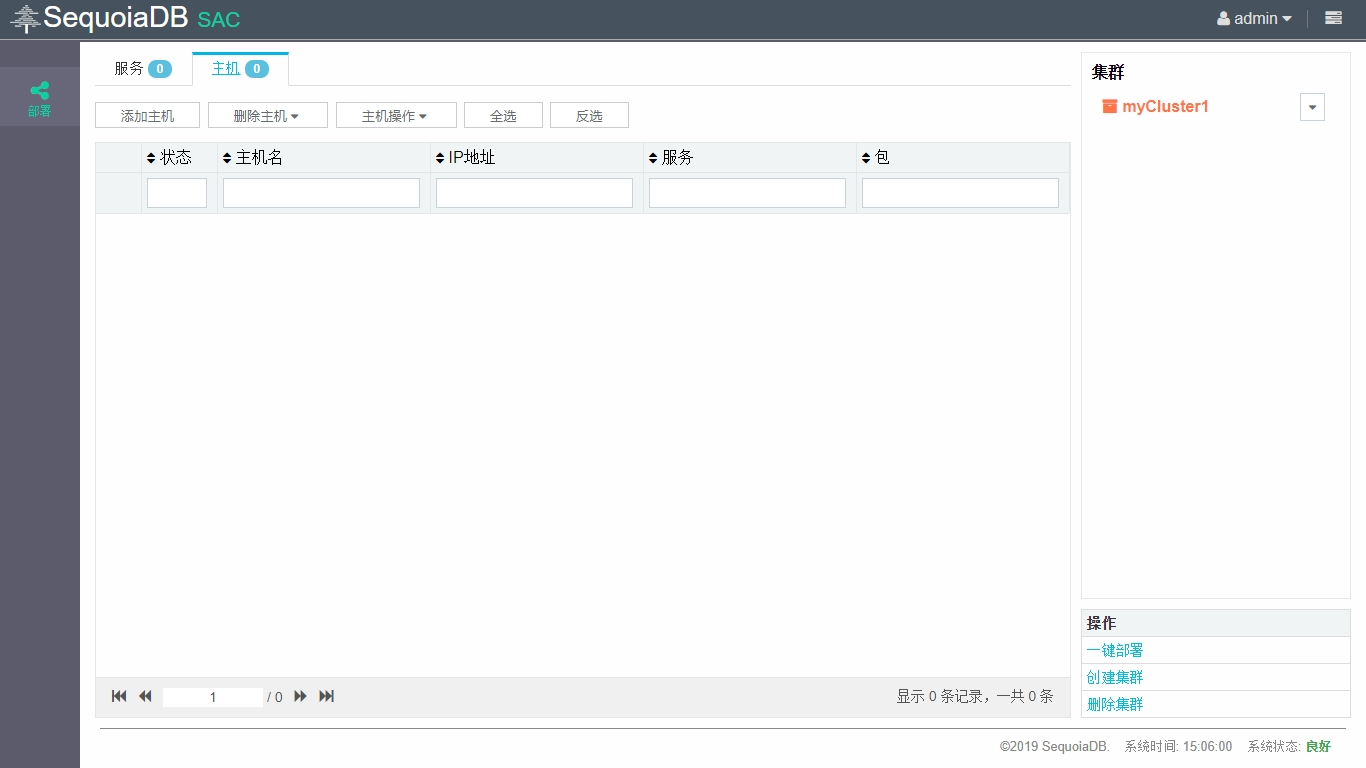 SequoiaDB SAC
admin
部署
服务 0
主机 0
添加主机 删除主机 主机操作 全选 反选
状态 主机名 IP地址 服务 包
1 / 0
显示 0 条记录，一共 0 条
集群
myCluster1
操作
一键部署
创建集群
删除集群
©2019 SequoiaDB. 系统时间: 15:06:00 系统状态: 良好